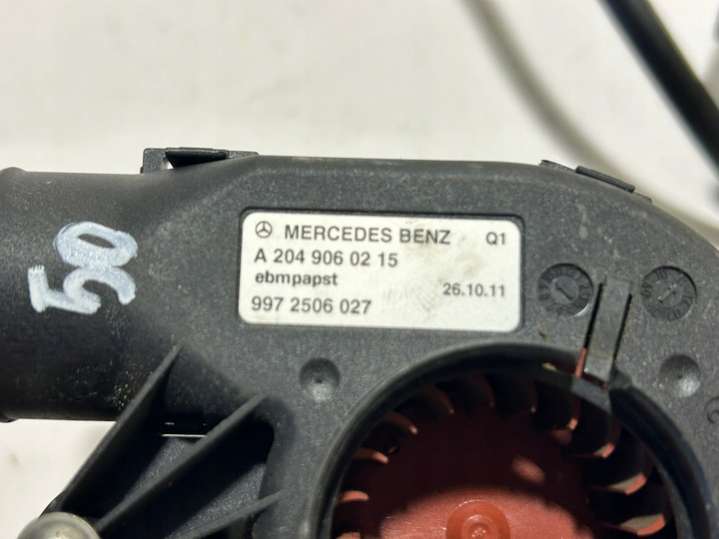 50
MERCEDES BENZ Q1
A 204 906 02 15
ebmpapst
26.10.11
997 2506 027